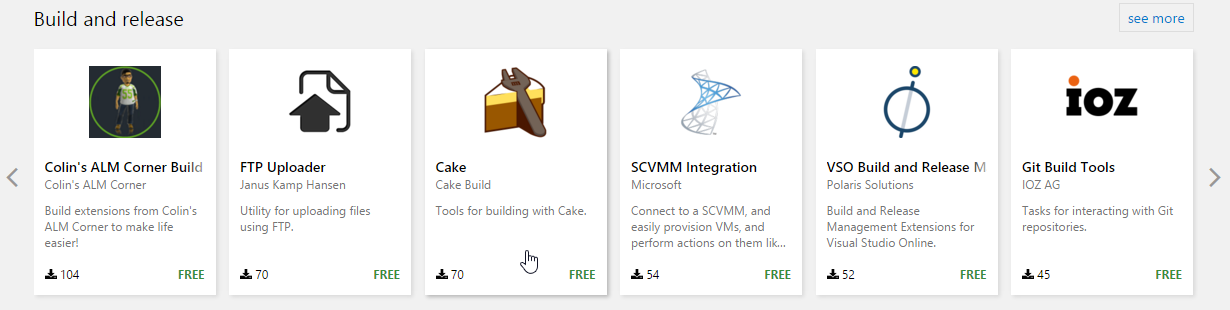 Build and release
see more
Colin's ALM Corner Build
Colin's ALM Corner
Build extensions from Colin's
ALM Corner to make life
easier!
104
FREE
FTP Uploader
Janus Kamp Hansen
Utility for uploading files
using FTP.
70
FREE
Cake
Cake Build
Tools for building with Cake.
70
FREE
SCVMM Integration
Microsoft
Connect to a SCVMM, and
easily provision VMs, and
perform actions on them lik...
54
FREE
VSO Build and Release M
Polaris Solutions
Build and Release
Management Extensions for
Visual Studio Online.
52
FREE
ioz
Git Build Tools
IOZ AG
Tasks for interacting with Git
repositories.
45
FREE